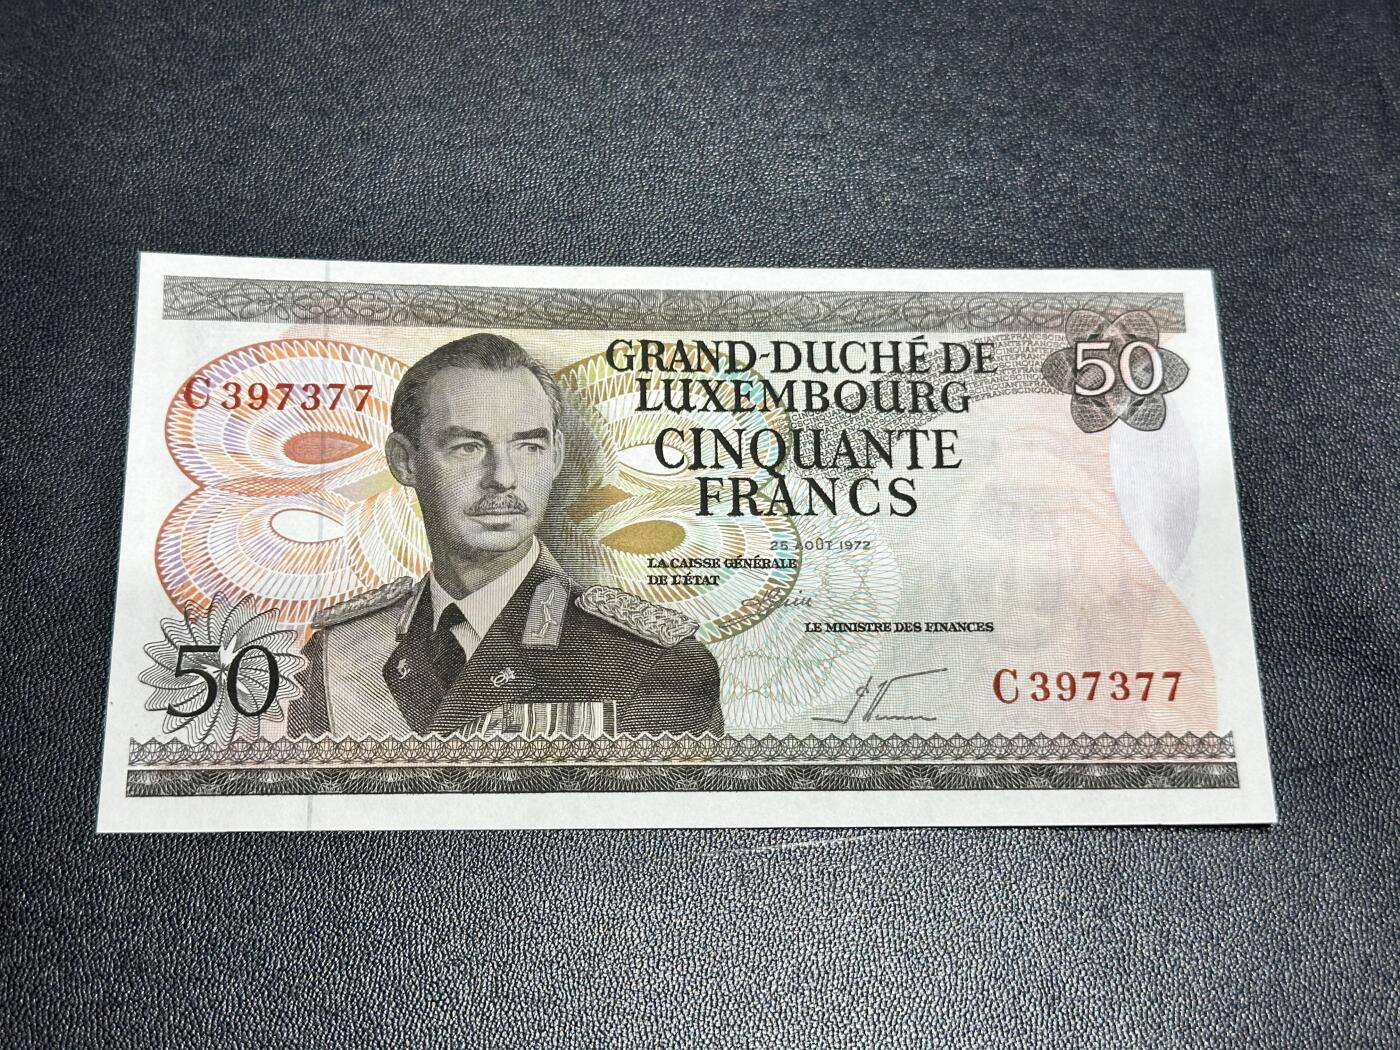 C 397377
GRAND-DUCHÉ DE
LUXEMBOURG
CINQUANTE
FRANCS
50
25 AOÛT 1972
LA CAISSE GÉNÉRALE
DE L'ÉTAT
LE MINISTRE DES FINANCES
50
C 397377